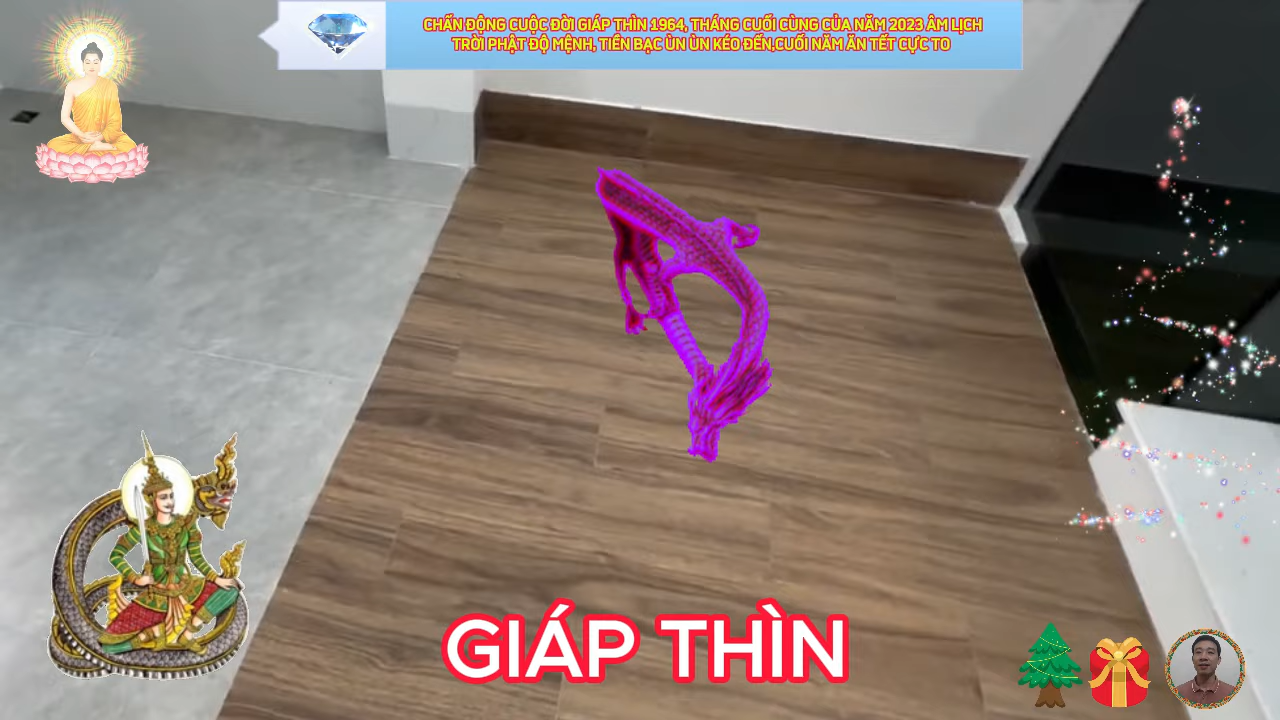 CHẤN ĐỘNG CUỘC ĐỜI GIÁP THÌN 1964, THÁNG CUỐI CÙNG CỦA NĂM 2023 ÂM LỊCH
TRỜI PHẬT ĐỘ MỆNH, TIỀN BẠC ÙN ÙN KÉO ĐẾN,CUỐI NĂM ĂN TẾT CỰC TO
GIÁP THÌN